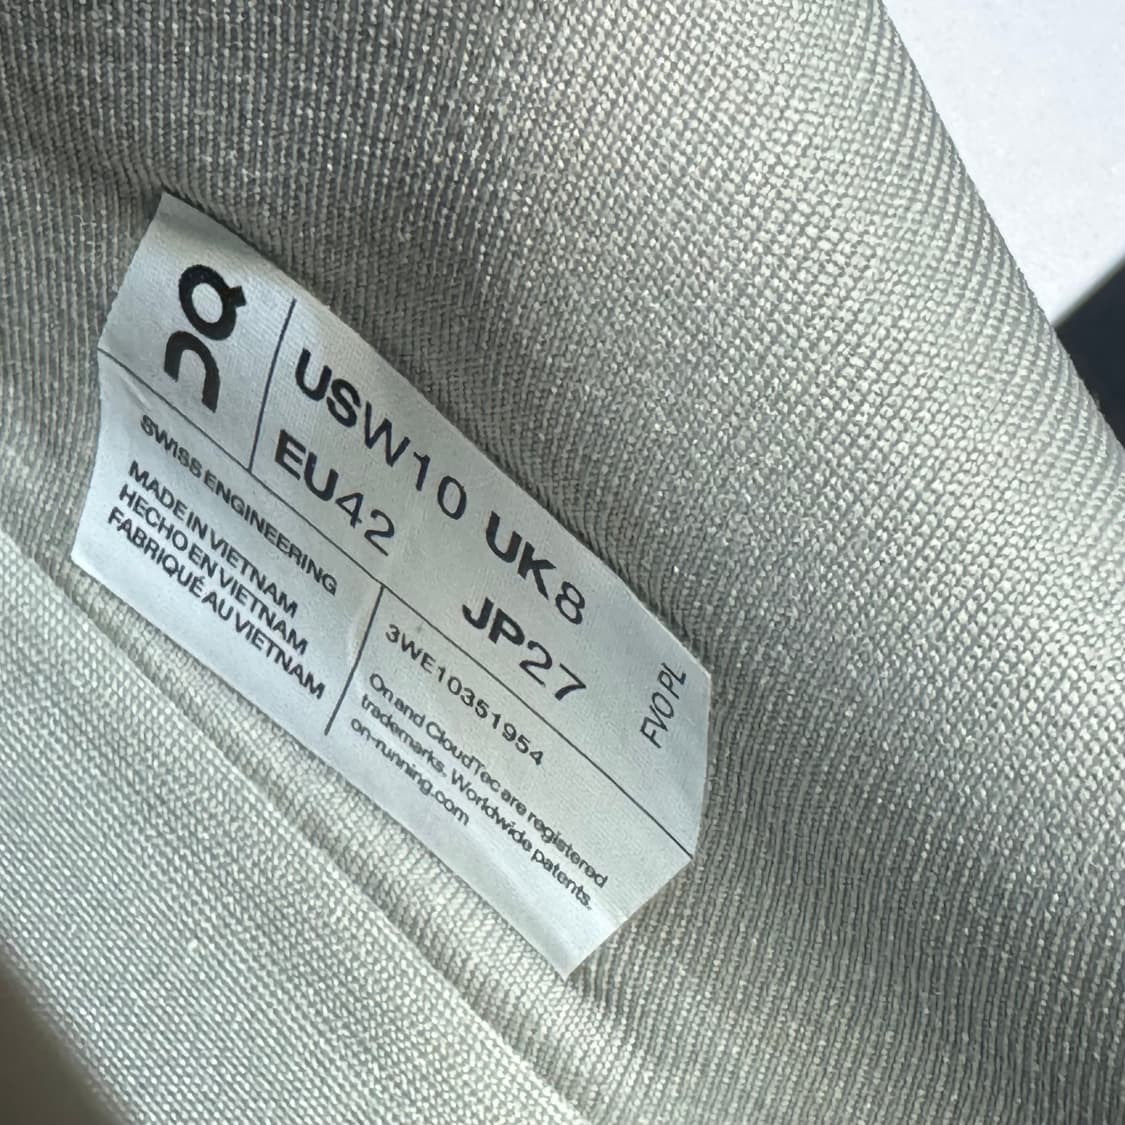 on
USW10 UK8
EU42 JP27
FVO PL
SWISS ENGINEERING
MADE IN VIETNAM
HECHO EN VIETNAM
FABRIQUÉ AU VIETNAM
3WE10351954
On and CloudTec are registered
trademarks. Worldwide patents.
on-running.com